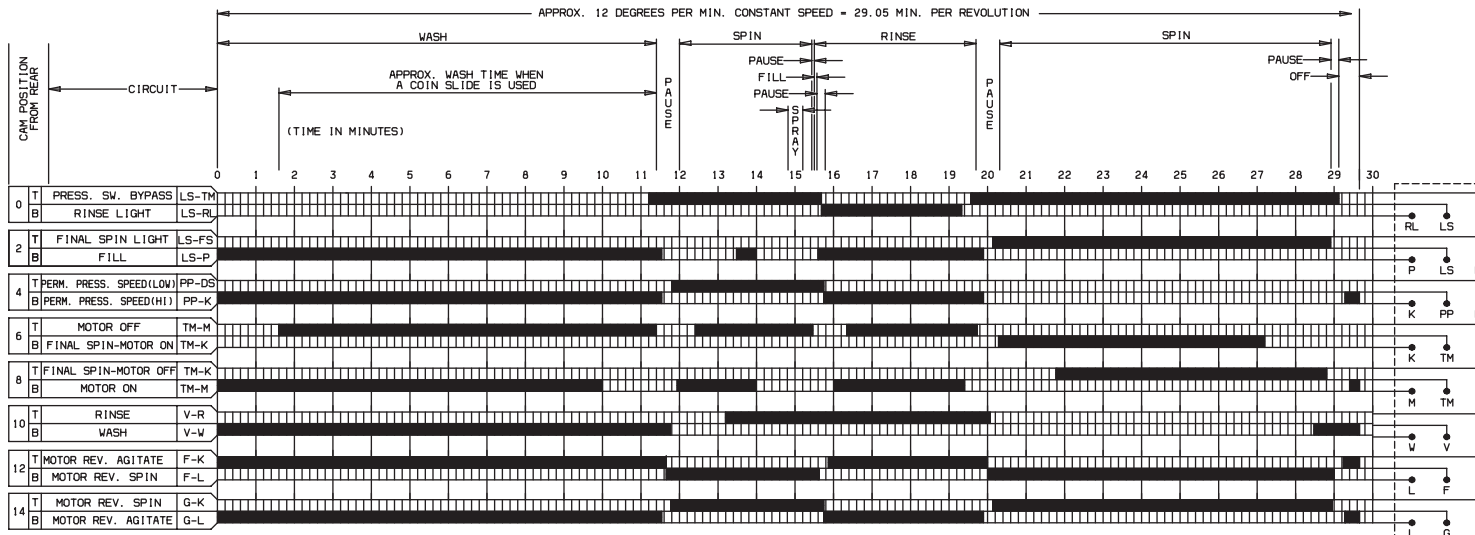 APPROX. 12 DEGREES PER MIN. CONSTANT SPEED = 29.05 MIN. PER REVOLUTION
WASH
SPIN
RINSE
SPIN
CAM POSITION
FROM REAR
CIRCUIT
APPROX. WASH TIME WHEN
A COIN SLIDE IS USED
(TIME IN MINUTES)
PAUSE
PAUSE
FILL
PAUSE
SPRAY
PAUSE
PAUSE
OFF
0 1 2 3 4 5 6 7 8 9 10 11 12 13 14 15 16 17 18 19 20 21 22 23 24 25 26 27 28 29 30
0 T PRESS. SW. BYPASS LS-TM
B RINSE LIGHT LS-RL
RL LS
2 T FINAL SPIN LIGHT LS-FS
B FILL LS-P
P LS
4 T PERM. PRESS. SPEED(LOW) PP-DS
B PERM. PRESS. SPEED(HI) PP-K
K PP
6 T MOTOR OFF TM-M
B FINAL SPIN-MOTOR ON TM-K
K TM
8 T FINAL SPIN-MOTOR OFF TM-K
B MOTOR ON TM-M
M TM
10 T RINSE V-R
B WASH V-W
W V
12 T MOTOR REV. AGITATE F-K
B MOTOR REV. SPIN F-L
L F
14 T MOTOR REV. SPIN G-K
B MOTOR REV. AGITATE G-L
L G